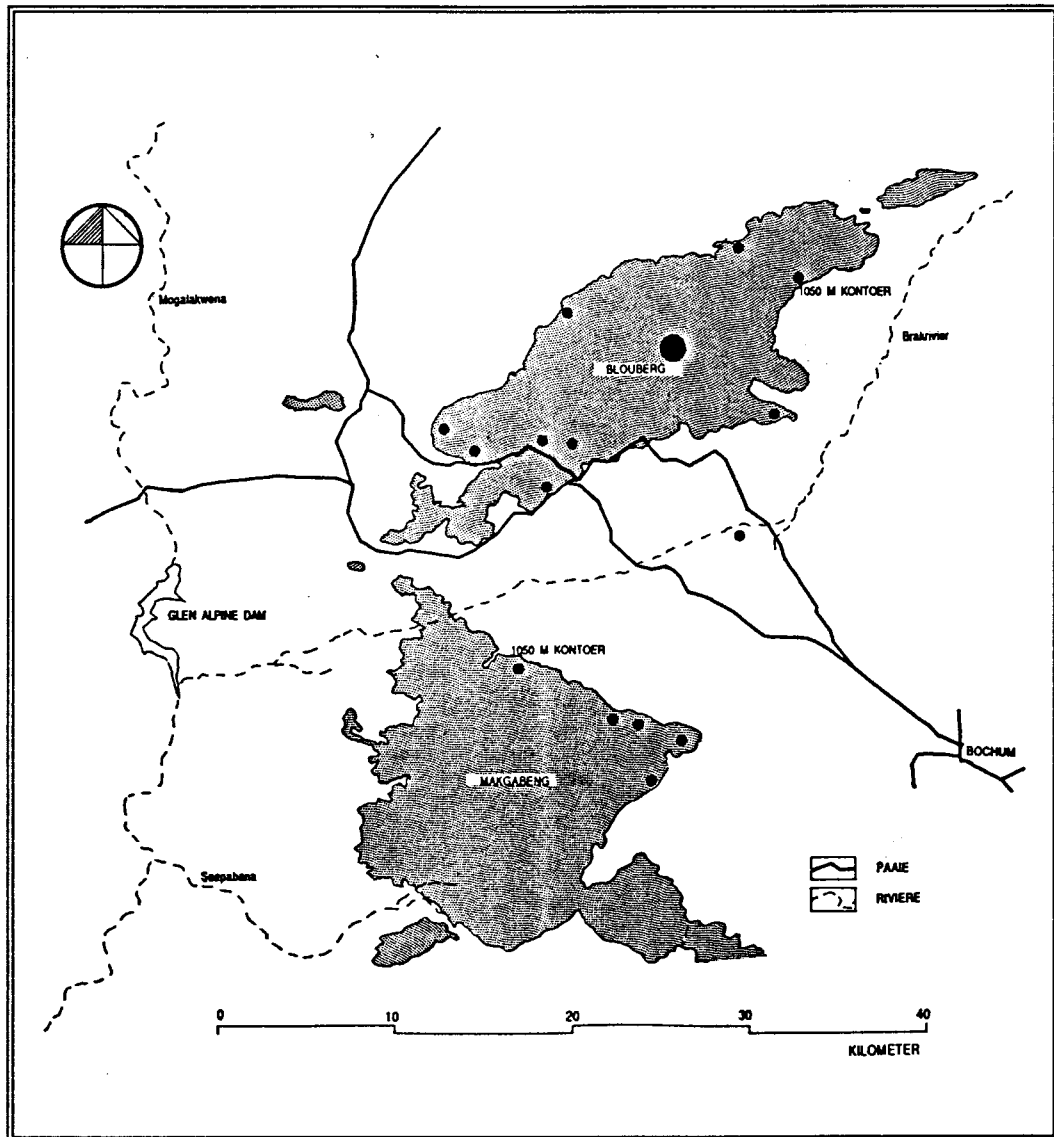 Mogalakwena
1050 M KONTOER
Brakrivier
BLOUBERG
GLEN ALPINE DAM
1050 M KONTOER
BOCHUM
MAKGABENG
PAAIE
Seepabana
RIVIERE
0 10 20 30 40
KILOMETER